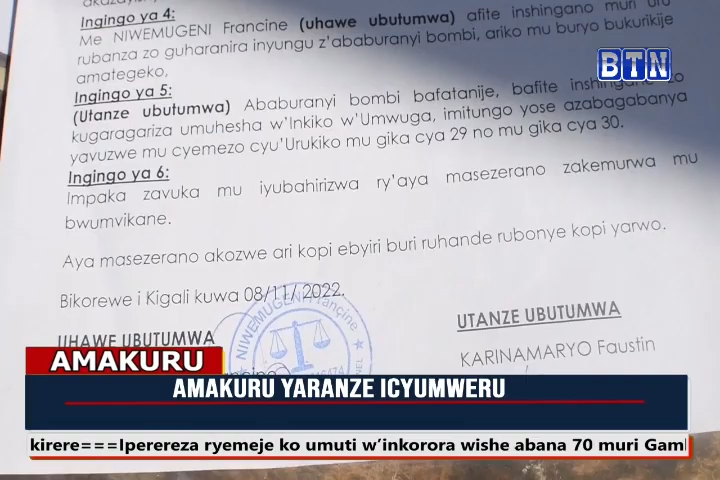 Ingingo ya 4:
Me NIWEMUGENI Francine (uhawe ubutumwa) afite inshingano muri uru
rubanza zo guharanira inyungu z'ababuranyi bombi, ariko mu buryo bukurikije
amategeko,
BTN
Ingingo ya 5:
(Utanze ubutumwa) Ababuranyi bombi bafatanije, bafite inshingano zo
kugaragariza umuhesha w'Inkiko w'Umwuga, imitungo yose azabagabanya
yavuzwe mu cyemezo cyu'Urukiko mu gika cya 29 no mu gika cya 30.
Ingingo ya 6:
Impaka zavuka mu iyubahirizwa ry'aya masezerano zakemurwa mu
bwumvikane.
Aya masezerano akozwe ari kopi ebyiri buri ruhande rubonye kopi yarwo.
Bikorewe i Kigali kuwa 08/11/ 2022.
UHAWE UBUTUMWA
NIWEMUGENI Françine
UTANZE UBUTUMWA
KARINAMARYO Faustin
AMAKURU
AMAKURU YARANZE ICYUMWERU
kirere===Iperereza ryemeje ko umuti w'inkorora wishe abana 70 muri Gam